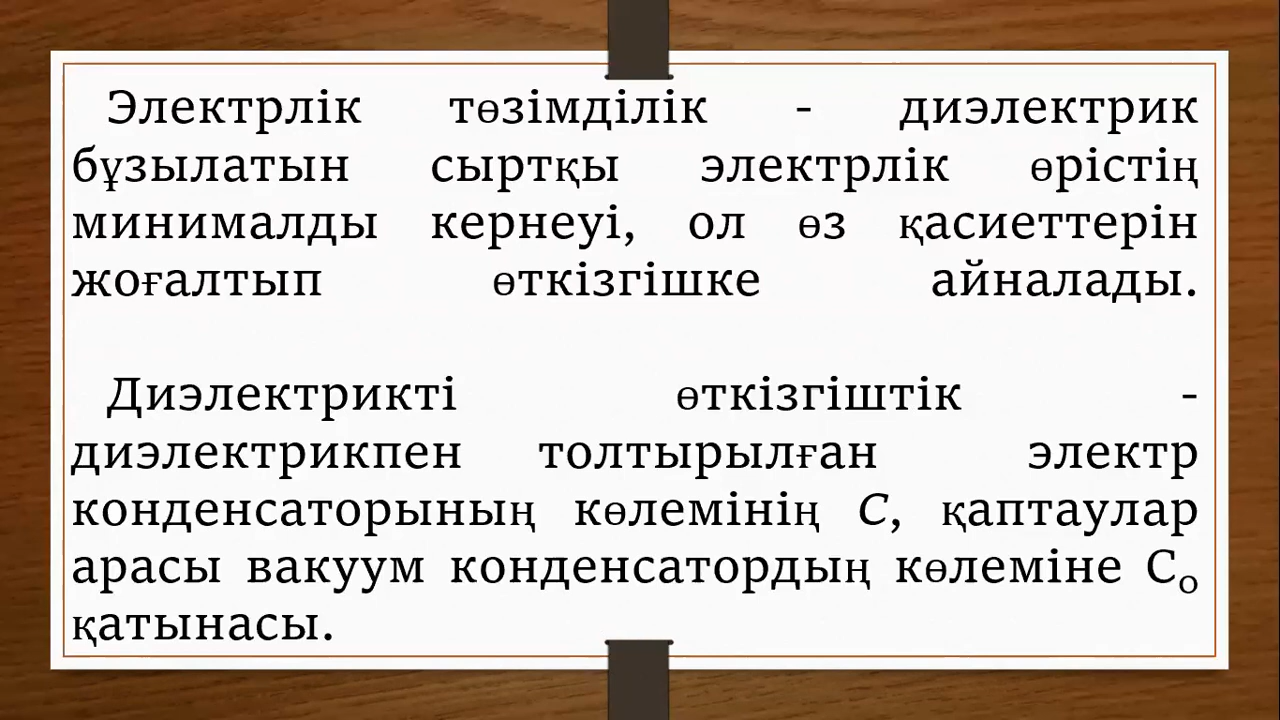 Электрлік төзімділік - диэлектрик
бұзылатын сыртқы электрлік өрістің
минималды кернеуі, ол өз қасиеттерін
жоғалтып өткізгішке айналады.
Диэлектрикті өткізгіштік -
диэлектрикпен толтырылған электр
конденсаторының көлемінің С, қаптаулар
арасы вакуум конденсатордың көлеміне С₀
қатынасы.